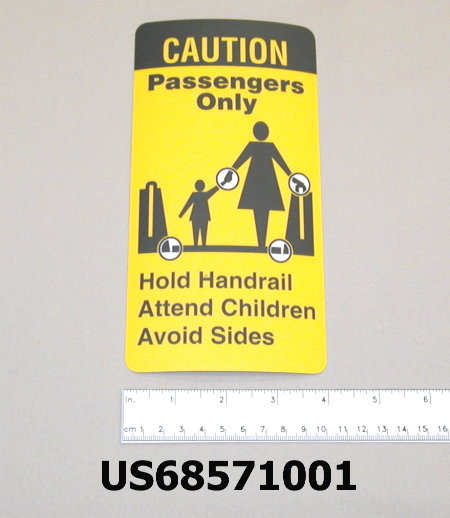 CAUTION
Passengers
Only
Hold Handrail
Attend Children
Avoid Sides
in. 1 2 3 4 5 6
cm 1 2 3 4 5 6 7 8 9 10 11 12 13 14 15 16
US68571001